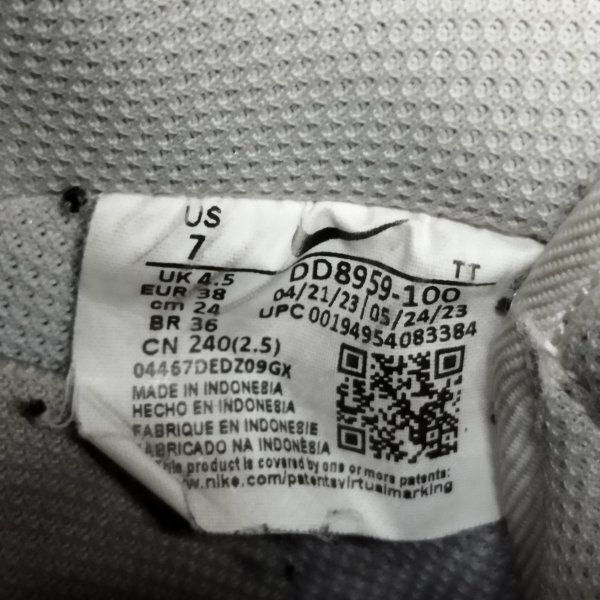 US
7
UK 4.5
EUR 38
cm 24
BR 36
CN 240(2.5)
04467DEDZ09GX
MADE IN INDONESIA
HECHO EN INDONESIA
FABRIQUE EN INDONESIE
FABRICADO NA INDONESIA
TT
DD8959-100
04/21/23|05/24/23
UPC 00194954083384
This product is covered by one or more patents:
www.nike.com/patentsvirtualmarking